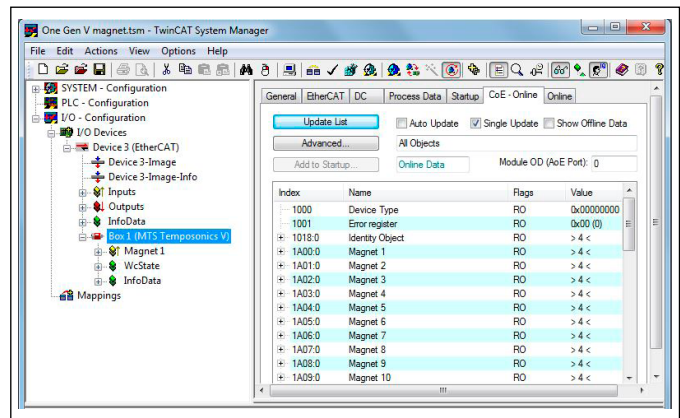 One Gen V magnet.tsm - TwinCAT System Manager
File Edit Actions View Options Help
SYSTEM - Configuration
PLC - Configuration
I/O - Configuration
I/O Devices
Device 3 (EtherCAT)
Device 3-Image
Device 3-Image-Info
Inputs
Outputs
InfoData
Box 1 (MTS Temposonics V)
Magnet 1
WcState
InfoData
Mappings
General EtherCAT DC Process Data Startup CoE - Online Online
Update List Auto Update Single Update Show Offline Data
Advanced... All Objects
Add to Startup... Online Data Module OD (AoE Port): 0
Index Name Flags Value
1000 Device Type RO 0x00000000
1001 Error register RO 0x00 (0)
1018:0 Identity Object RO > 4 <
1A00:0 Magnet 1 RO > 4 <
1A01:0 Magnet 2 RO > 4 <
1A02:0 Magnet 3 RO > 4 <
1A03:0 Magnet 4 RO > 4 <
1A04:0 Magnet 5 RO > 4 <
1A05:0 Magnet 6 RO > 4 <
1A06:0 Magnet 7 RO > 4 <
1A07:0 Magnet 8 RO > 4 <
1A08:0 Magnet 9 RO > 4 <
1A09:0 Magnet 10 RO > 4 <